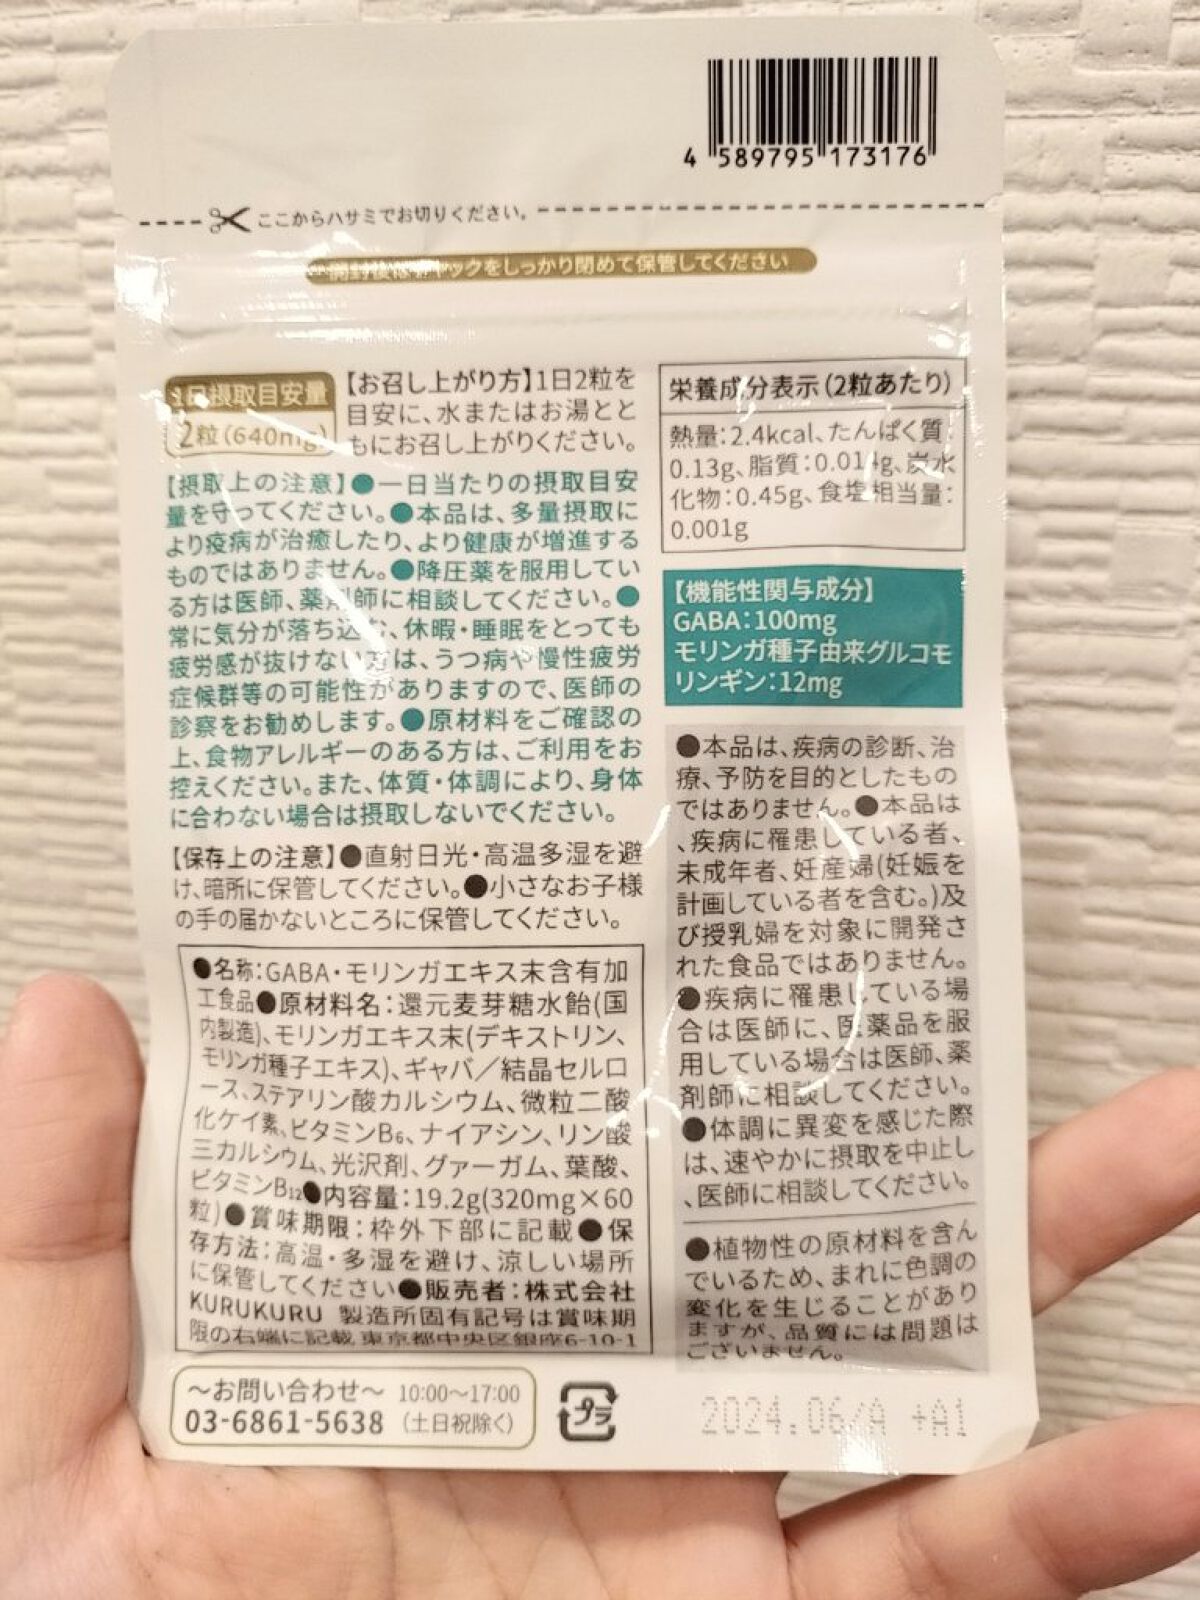 4 589795 173176
ここからハサミでお切りください。
開封後はチャックをしっかり閉めて保管してください
1日摂取目安量
2粒(640mg)
【お召し上がり方】1日2粒を
目安に、水またはお湯とと
もにお召し上がりください。
【摂取上の注意】●一日当たりの摂取目安
量を守ってください。●本品は、多量摂取に
より疫病が治癒したり、より健康が増進する
ものではありません。●降圧薬を服用してい
る方は医師、薬剤師に相談してください。●
常に気分が落ち込む、休暇・睡眠をとっても
疲労感が抜けない方は、うつ病や慢性疲労
症候群等の可能性がありますので、医師の
診察をお勧めします。●原材料をご確認の
上、食物アレルギーのある方は、ご利用をお
控えください。また、体質・体調により、身体
に合わない場合は摂取しないでください。
【保存上の注意】●直射日光・高温多湿を避
け、暗所に保管してください。●小さなお子様
の手の届かないところに保管してください。
●名称:GABA・モリンガエキス末含有加
工食品●原材料名:還元麦芽糖水飴(国
内製造)、モリンガエキス末(デキストリン、
モリンガ種子エキス)、ギャバ/結晶セルロ
ース、ステアリン酸カルシウム、微粒二酸
化ケイ素、ビタミンB₆、ナイアシン、リン酸
三カルシウム、光沢剤、グァーガム、葉酸、
ビタミンB₁₂●内容量:19.2g(320mg×60
粒)●賞味期限:枠外下部に記載●保
存方法:高温・多湿を避け、涼しい場所
に保管してください●販売者:株式会社
KURUKURU 製造所固有記号は賞味期
限の右端に記載 東京都中央区銀座6-10-1
～お問い合わせ～ 10:00～17:00
03-6861-5638 (土日祝除く)
栄養成分表示(2粒あたり)
熱量:2.4kcal、たんぱく質:
0.13g、脂質:0.014g、炭水
化物:0.45g、食塩相当量:
0.001g
【機能性関与成分】
GABA:100mg
モリンガ種子由来グルコモ
リンギン:12mg
●本品は、疾病の診断、治
療、予防を目的としたもの
ではありません。●本品は
、疾病に罹患している者、
未成年者、妊産婦(妊娠を
計画している者を含む。)及
び授乳婦を対象に開発さ
れた食品ではありません。
●疾病に罹患している場
合は医師に、医薬品を服
用している場合は医師、薬
剤師に相談してください。
●体調に異変を感じた際
は、速やかに摂取を中止し
、医師に相談してください。
●植物性の原材料を含ん
でいるため、まれに色調の
変化を生じることがあり
ますが、品質には問題は
ございません。
プラ
2024.06/A +A1